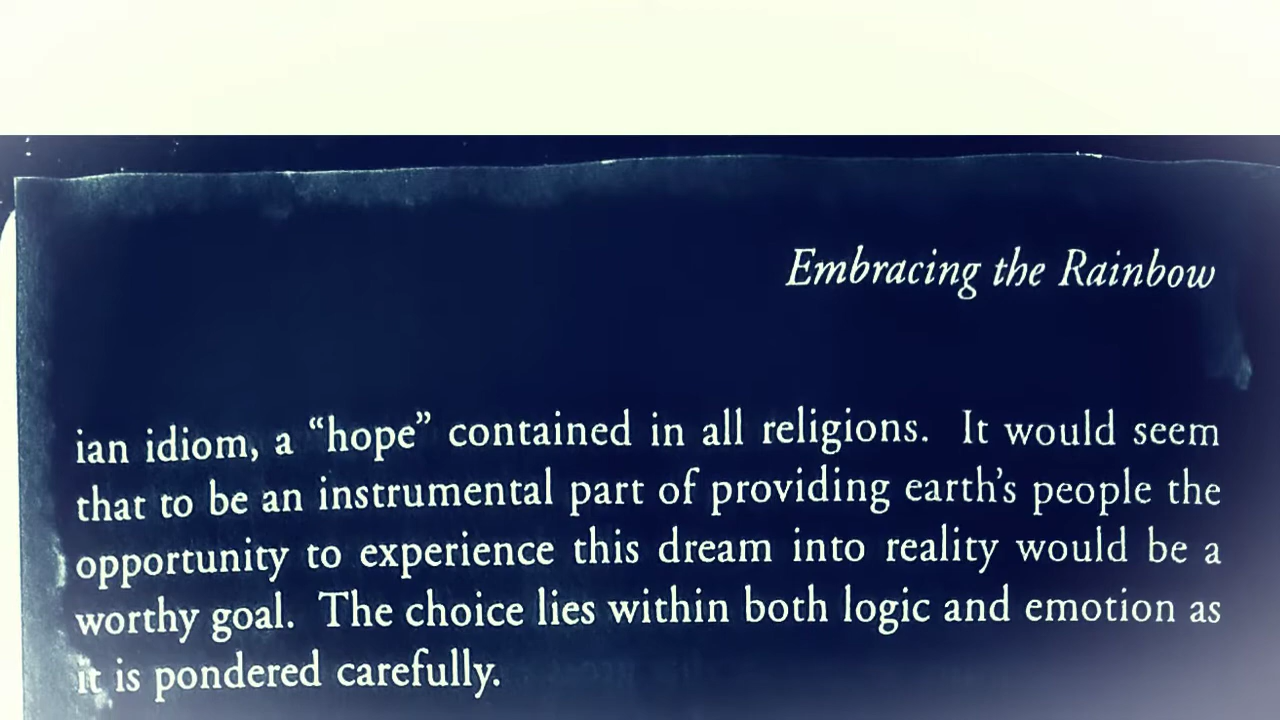 Embracing the Rainbow
ian idiom, a “hope” contained in all religions. It would seem
that to be an instrumental part of providing earth’s people the
opportunity to experience this dream into reality would be a
worthy goal. The choice lies within both logic and emotion as
it is pondered carefully.